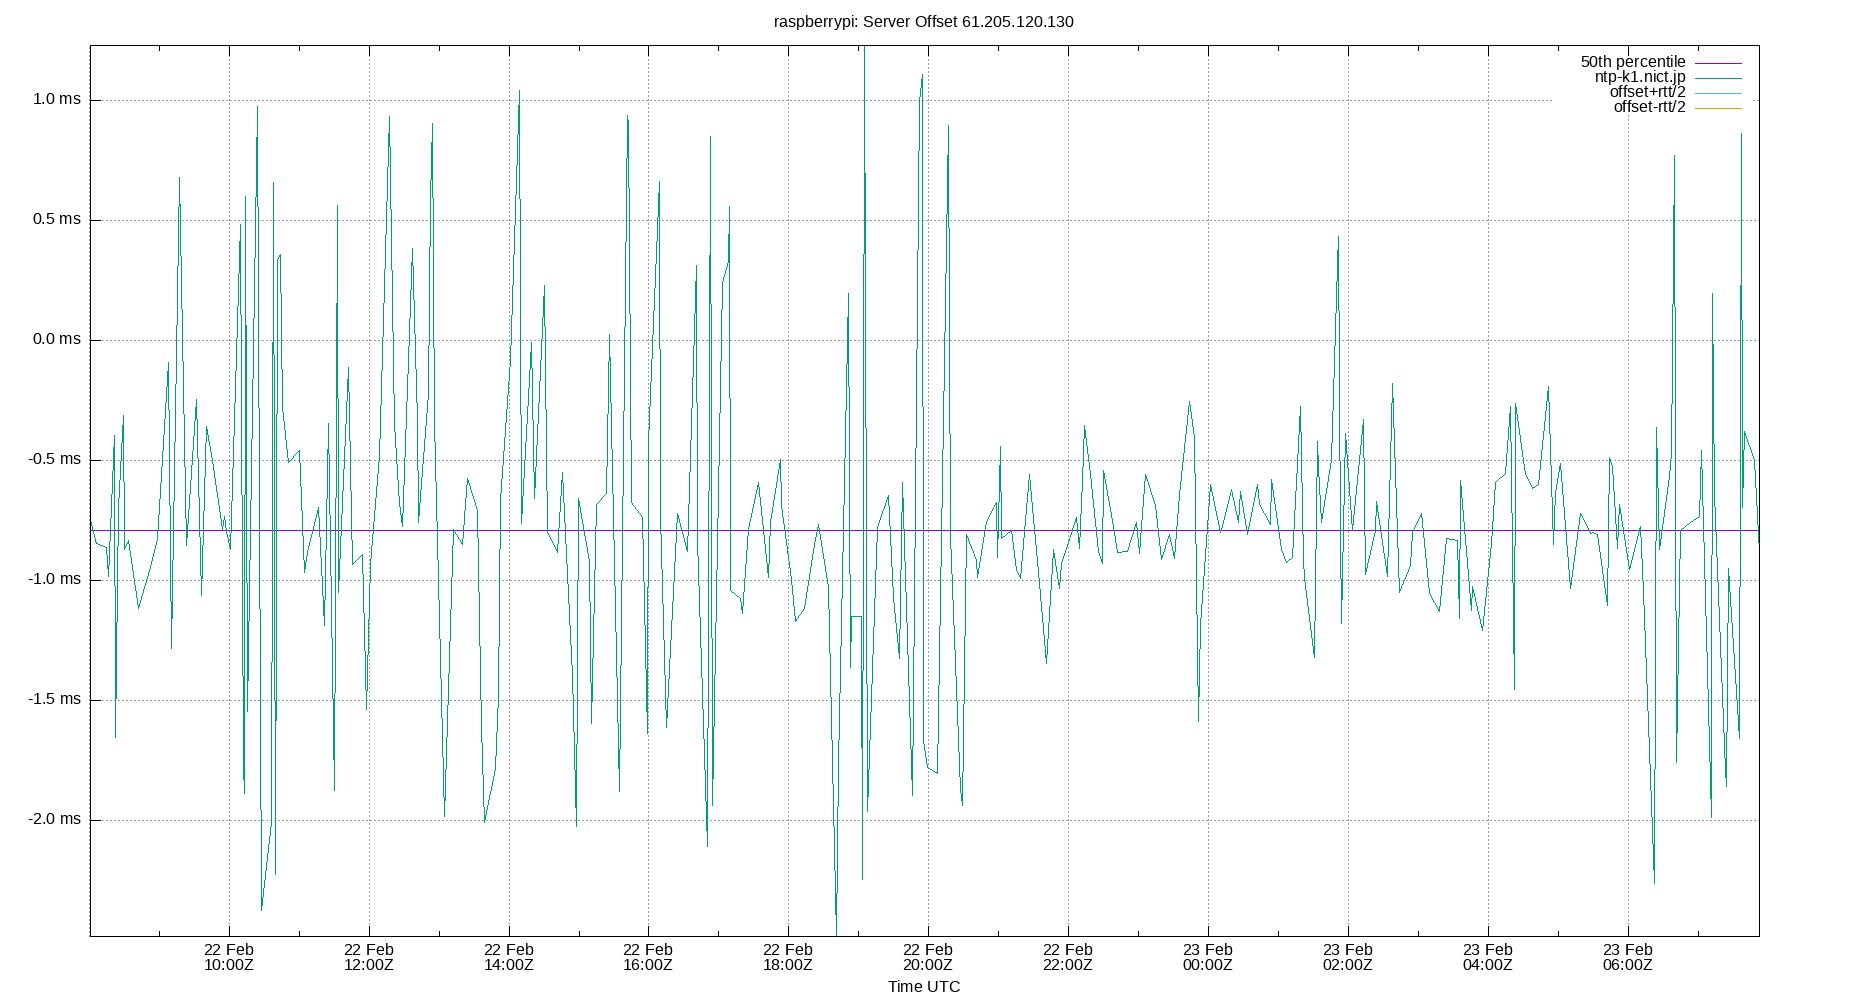 raspberrypi: Server Offset 61.205.120.130
50th percentile
ntp-k1.nict.jp
offset+rtt/2
offset-rtt/2
1.0 ms
0.5 ms
0.0 ms
-0.5 ms
-1.0 ms
-1.5 ms
-2.0 ms
22 Feb 22 Feb 22 Feb 22 Feb 22 Feb 22 Feb 22 Feb 23 Feb 23 Feb 23 Feb 23 Feb
10:00Z 12:00Z 14:00Z 16:00Z 18:00Z 20:00Z 22:00Z 00:00Z 02:00Z 04:00Z 06:00Z
Time UTC